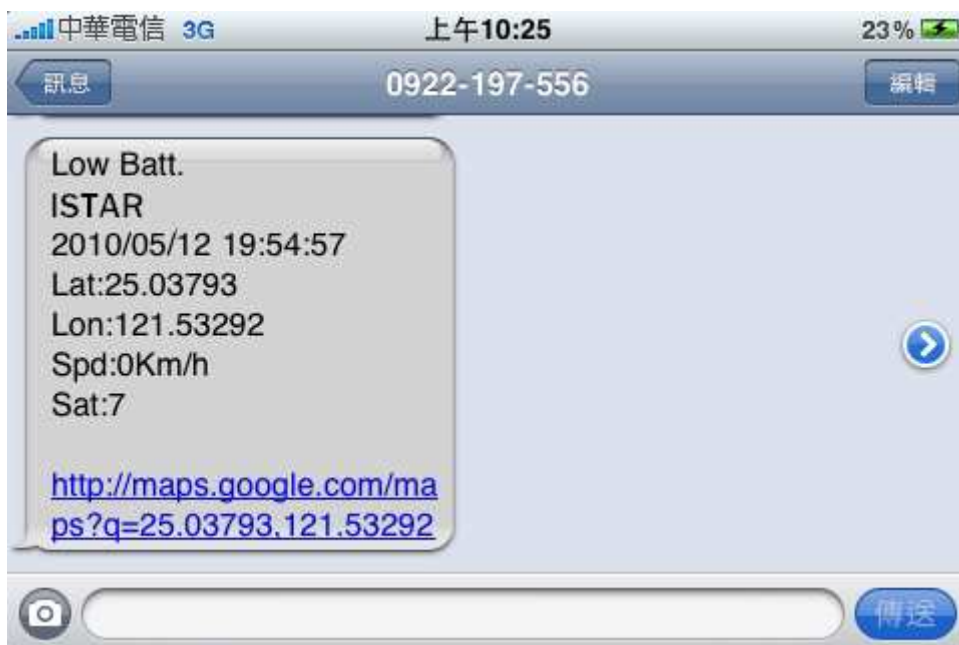 中華電信 3G 上午10:25 23%
訊息 0922-197-556 編輯
Low Batt.
ISTAR
2010/05/12 19:54:57
Lat:25.03793
Lon:121.53292
Spd:0Km/h
Sat:7
http://maps.google.com/ma
ps?q=25.03793,121.53292
傳送